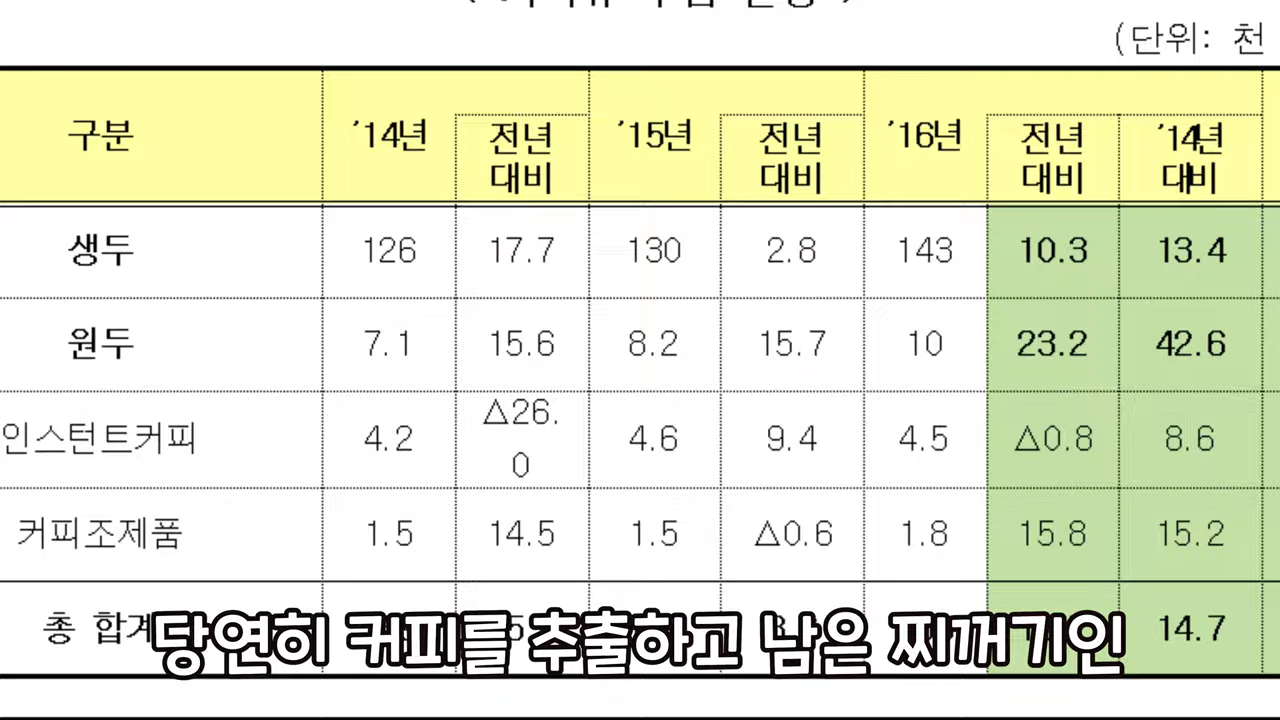 (단위: 천
구분 ’14년 전년 대비 ’15년 전년 대비 ’16년 전년 대비 ’14년 대비
생두 126 17.7 130 2.8 143 10.3 13.4
원두 7.1 15.6 8.2 15.7 10 23.2 42.6
인스턴트커피 4.2 △26.0 4.6 9.4 4.5 △0.8 8.6
커피조제품 1.5 14.5 1.5 △0.6 1.8 15.8 15.2
총 합계 14.7
당연히 커피를 추출하고 남은 찌꺼기인